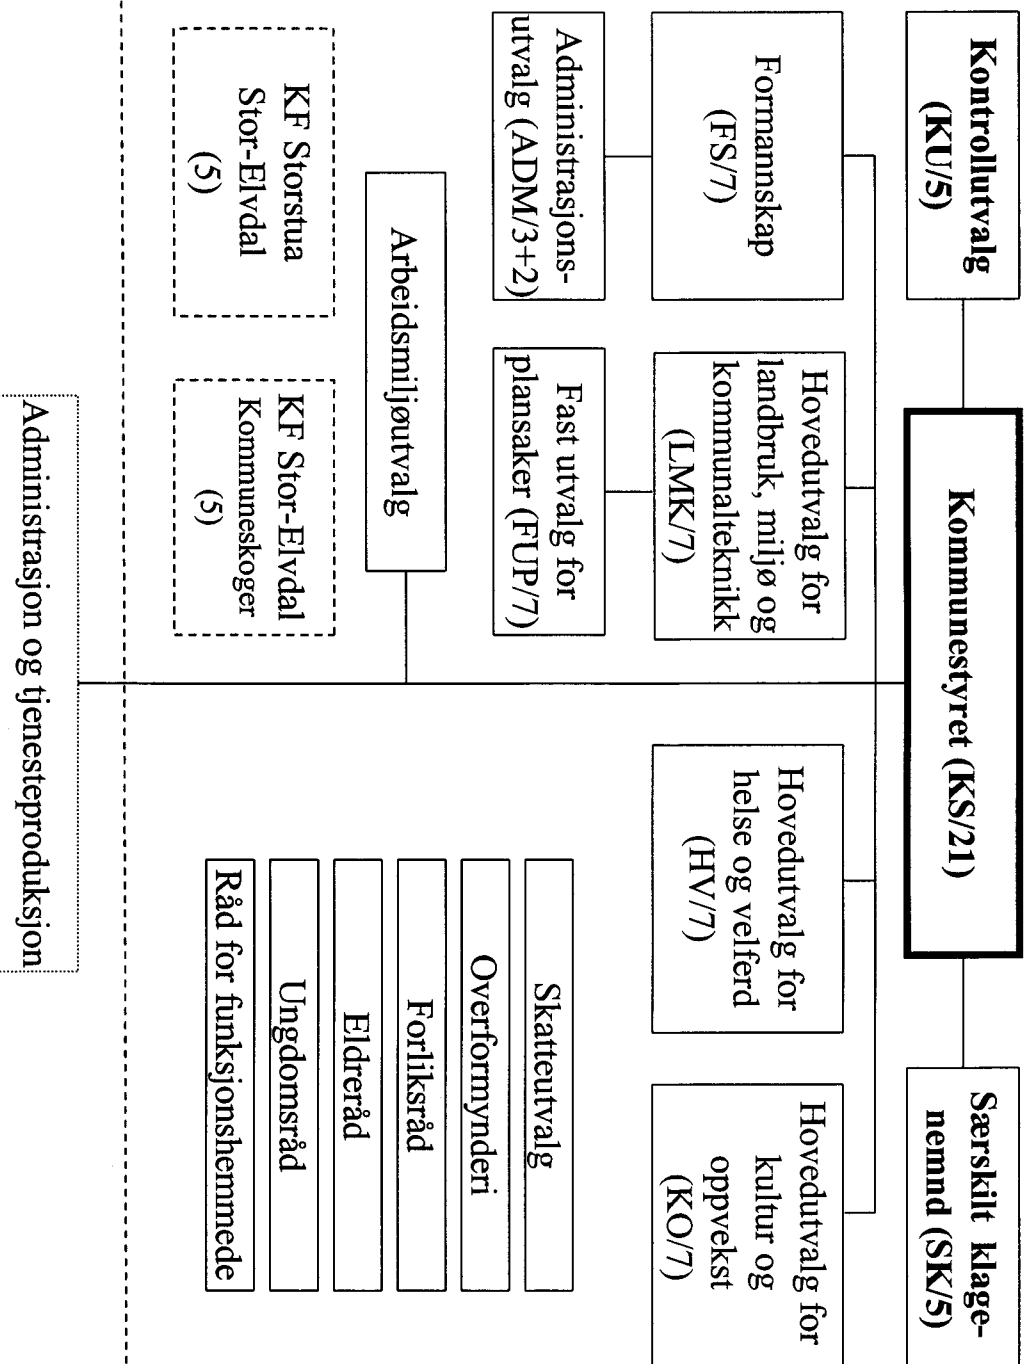 Kontrollutvalg
(KU/5)
Kommunestyret (KS/21)
Særskilt klage-
nemnd (SK/5)
Formannskap
(FS/7)
Hovedutvalg for
landbruk, miljø og
kommunalteknikk
(LMK/7)
Hovedutvalg for
helse og velferd
(HV/7)
Hovedutvalg for
kultur og
oppvekst
(KO/7)
Administrasjons-
utvalg (ADM/3+2)
Fast utvalg for
plansaker (FUP/7)
Arbeidsmiljøutvalg
Skatteutvalg
Overformynderi
Forliksråd
Eldreråd
Ungdomsråd
Råd for funksjonshemmede
KF Storstua
Stor-Elvdal
(5)
KF Stor-Elvdal
Kommuneskoger
(5)
Administrasjon og tjenesteproduksjon